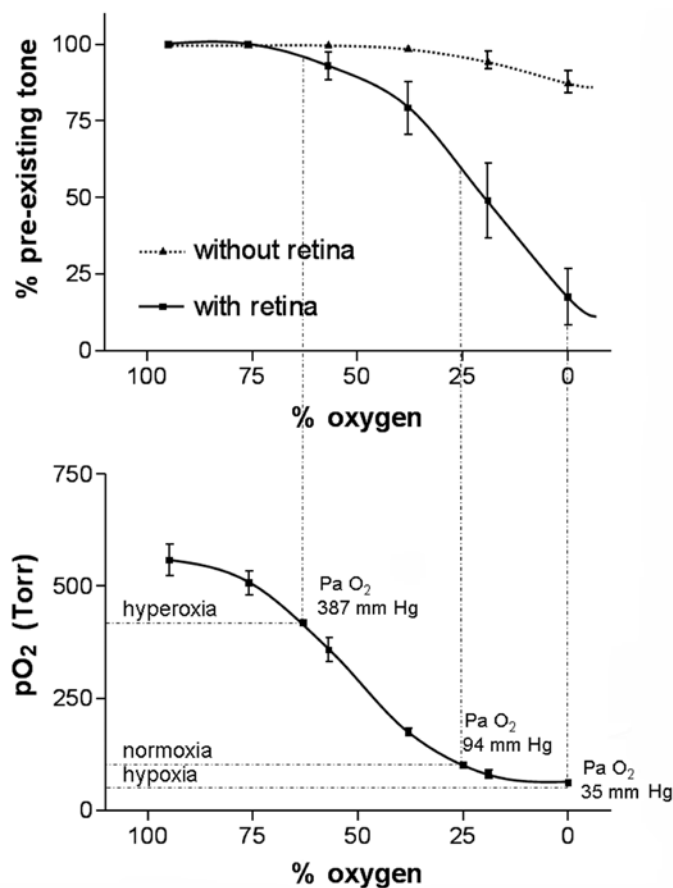 % pre-existing tone
100
75
50
25
0
without retina
with retina
100 75 50 25 0
% oxygen
pO₂ (Torr)
750
500
250
0
hyperoxia
normoxia
hypoxia
Pa O₂
387 mm Hg
Pa O₂
94 mm Hg
Pa O₂
35 mm Hg
100 75 50 25 0
% oxygen